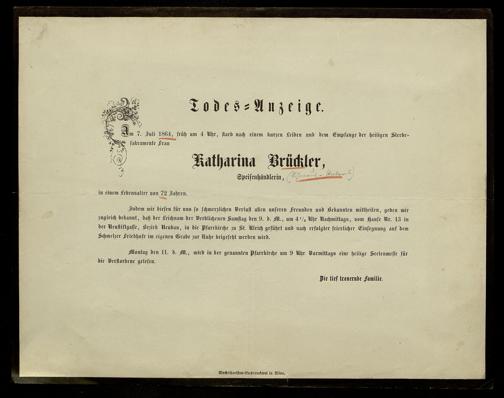 Todes-Anzeige.
Am 7. Juli 1864, früh um 4 Uhr, starb nach einem kurzen Leiden und dem Empfange der heiligen Sterbe-
sakramente Frau
Katharina Brückler,
Speisenhändlerin,
in einem Lebensalter von 72 Jahren.
Indem wir diesen für uns so schmerzlichen Verlust allen unseren Freunden und Bekannten mittheilen, geben wir
zugleich bekannt, daß der Leichnam der Verblichenen Samstag den 9. d. M., um 4½ Uhr Nachmittags, vom Hause Nr. 13 in
der Neustiftgasse, Bezirk Neubau, in die Pfarrkirche zu St. Ulrich geführt und nach erfolgter feierlicher Einsegnung auf dem
Schmelzer Friedhofe im eigenen Grabe zur Ruhe beigesetzt werden wird.
Montag den 11. d. M., wird in der genannten Pfarrkirche um 9 Uhr Vormittags eine heilige Seelenmesse für
die Verstorbene gelesen.
Die tief trauernde Familie.
Mechitharisten-Buchdruckerei in Wien.